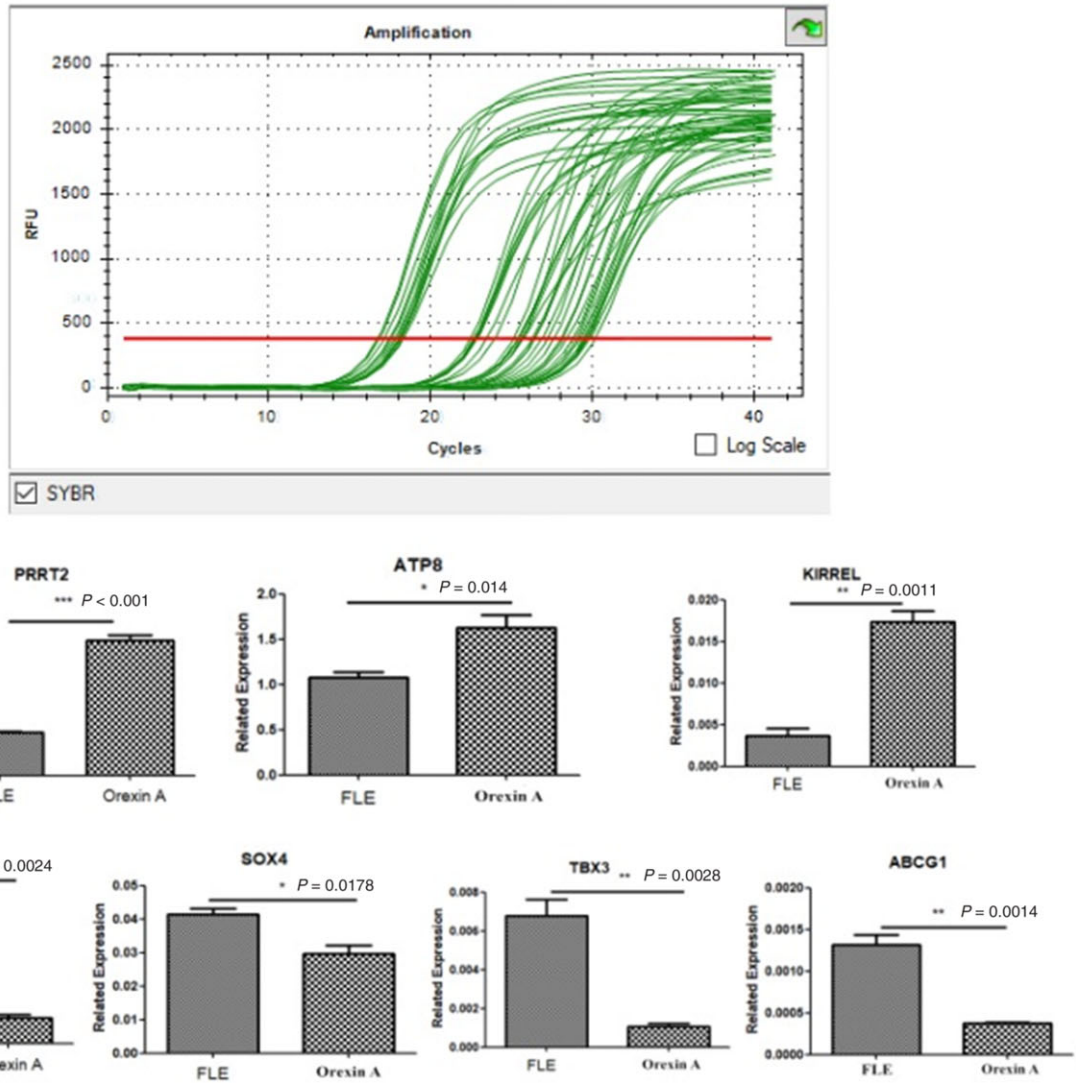 Amplification
2500
2000
1500
1000
500
0
RFU
0
10
20
30
40
Cycles
Log Scale
SYBR
PRRT2
*** P < 0.001
LE
Orexin A
ATP8
* P = 0.014
Related Expression
2.0
1.5
1.0
0.5
0.0
FLE
Orexin A
KIRREL
** P = 0.0011
Related Expression
0.020
0.015
0.010
0.005
0.000
FLE
Orexin A
0.0024
exin A
SOX4
* P = 0.0178
Related Expression
0.05
0.04
0.03
0.02
0.01
0.00
FLE
Orexin A
TBX3
** P = 0.0028
Related Expression
0.008
0.006
0.004
0.002
0.000
FLE
Orexin A
ABCG1
** P = 0.0014
Related Expression
0.0020
0.0015
0.0010
0.0005
0.0000
FLE
Orexin A